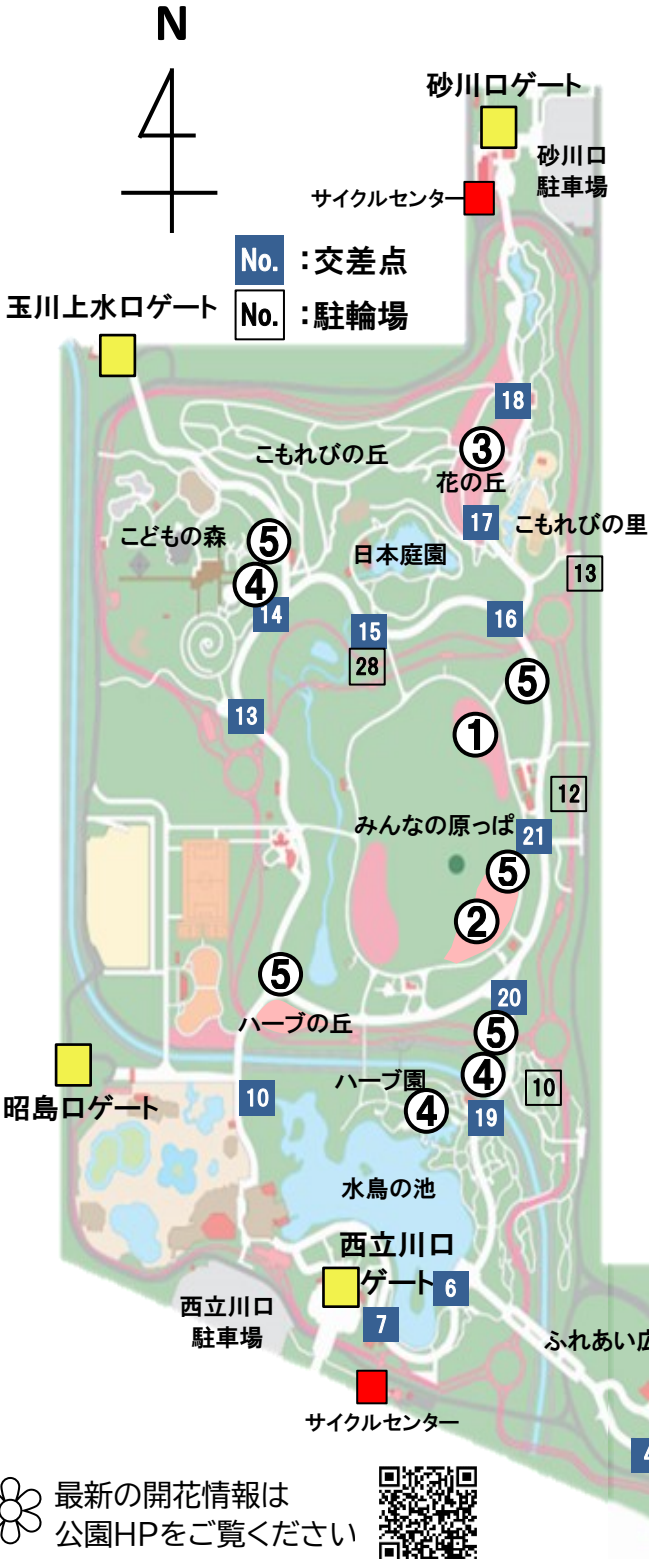 N
砂川口ゲート
砂川口
駐車場
サイクルセンター
No. ：交差点
No. ：駐輪場
玉川上水口ゲート
18
こもれびの丘
③
花の丘
こどもの森
⑤
日本庭園
17
こもれびの里
④
13
14
15
16
28
⑤
13
①
12
みんなの原っぱ
21
⑤
②
⑤
20
ハーブの丘
⑤
④
昭島口ゲート
10
ハーブ園
10
④
19
水鳥の池
西立川口
ゲート
6
西立川口
駐車場
7
ふれあい広
4
サイクルセンター
最新の開花情報は
公園HPをご覧ください